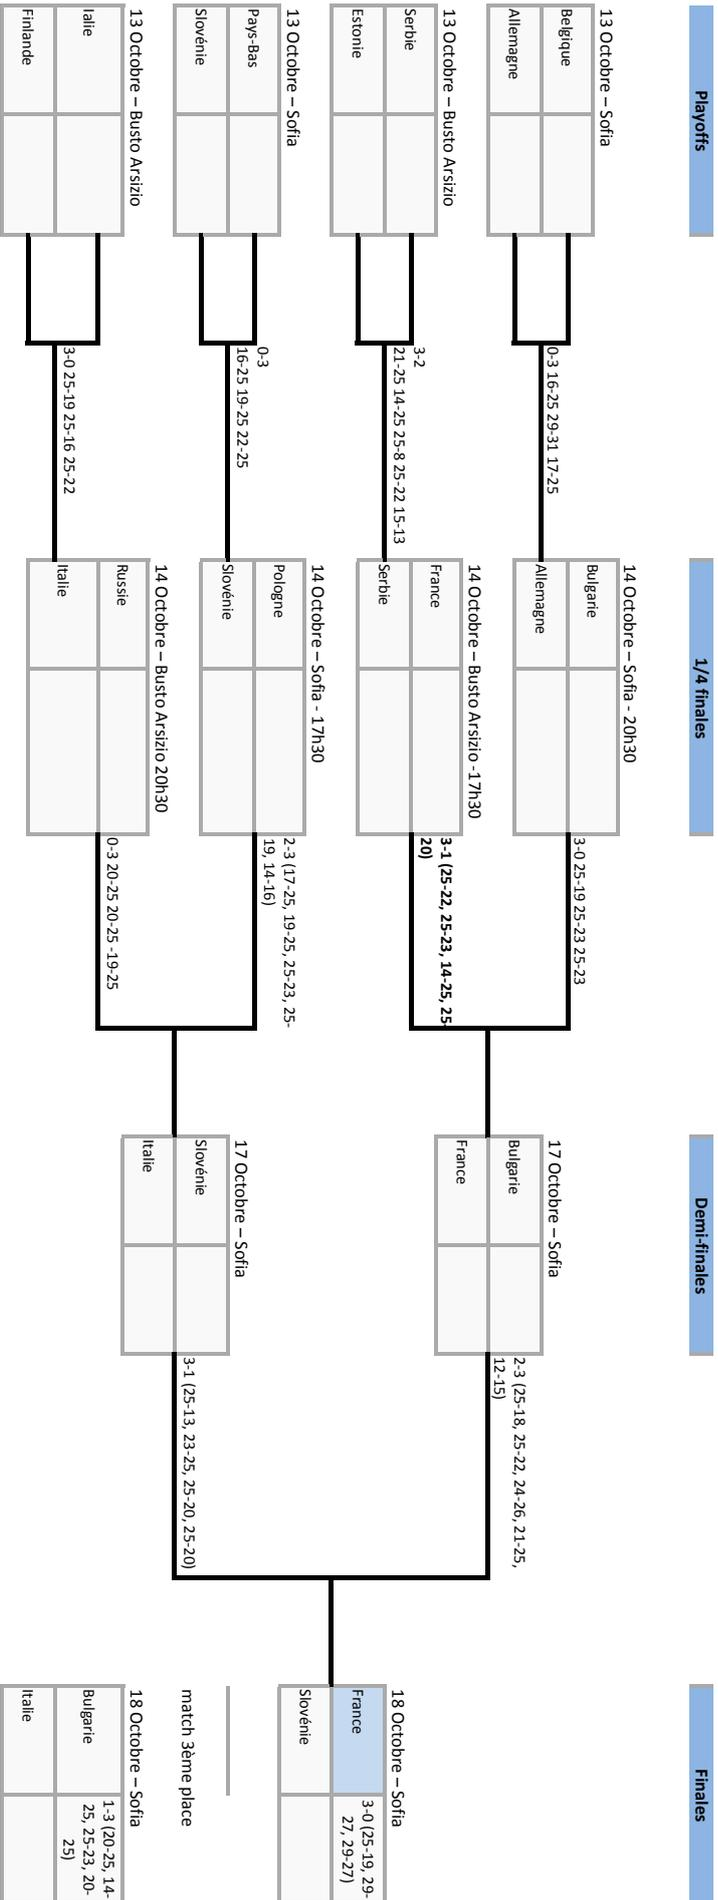 Playoffs
1/4 finales
Demi-finales
Finales
13 Octobre – Sofia
Belgique
Allemagne
0-3 16-25 29-31 17-25
14 Octobre – Sofia - 20h30
Bulgarie
Allemagne
3-0 25-19 25-23 25-23
13 Octobre – Busto Arsizio
Serbie
Estonie
3-2
21-25 14-25 25-8 25-22 15-13
14 Octobre – Busto Arsizio -17h30
France
Serbie
3-1 (25-22, 25-23, 14-25, 25-
20)
17 Octobre – Sofia
Bulgarie
France
2-3 (25-18, 25-22, 24-26, 21-25,
12-15)
13 Octobre – Sofia
Pays-Bas
Slovénie
0-3
16-25 19-25 22-25
14 Octobre – Sofia - 17h30
Pologne
Slovénie
2-3 (17-25, 19-25, 25-23, 25-
19, 14-16)
13 Octobre – Busto Arsizio
Ialie
Finlande
3-0 25-19 25-16 25-22
14 Octobre – Busto Arsizio 20h30
Russie
Italie
0-3 20-25 20-25 -19-25
17 Octobre – Sofia
Slovénie
Italie
3-1 (25-13, 23-25, 25-20, 25-20)
18 Octobre – Sofia
France
3-0 (25-19, 29-
27, 29-27)
Slovénie
match 3ème place
18 Octobre – Sofia
Bulgarie
1-3 (20-25, 14-
25, 25-23, 20-
25)
Italie